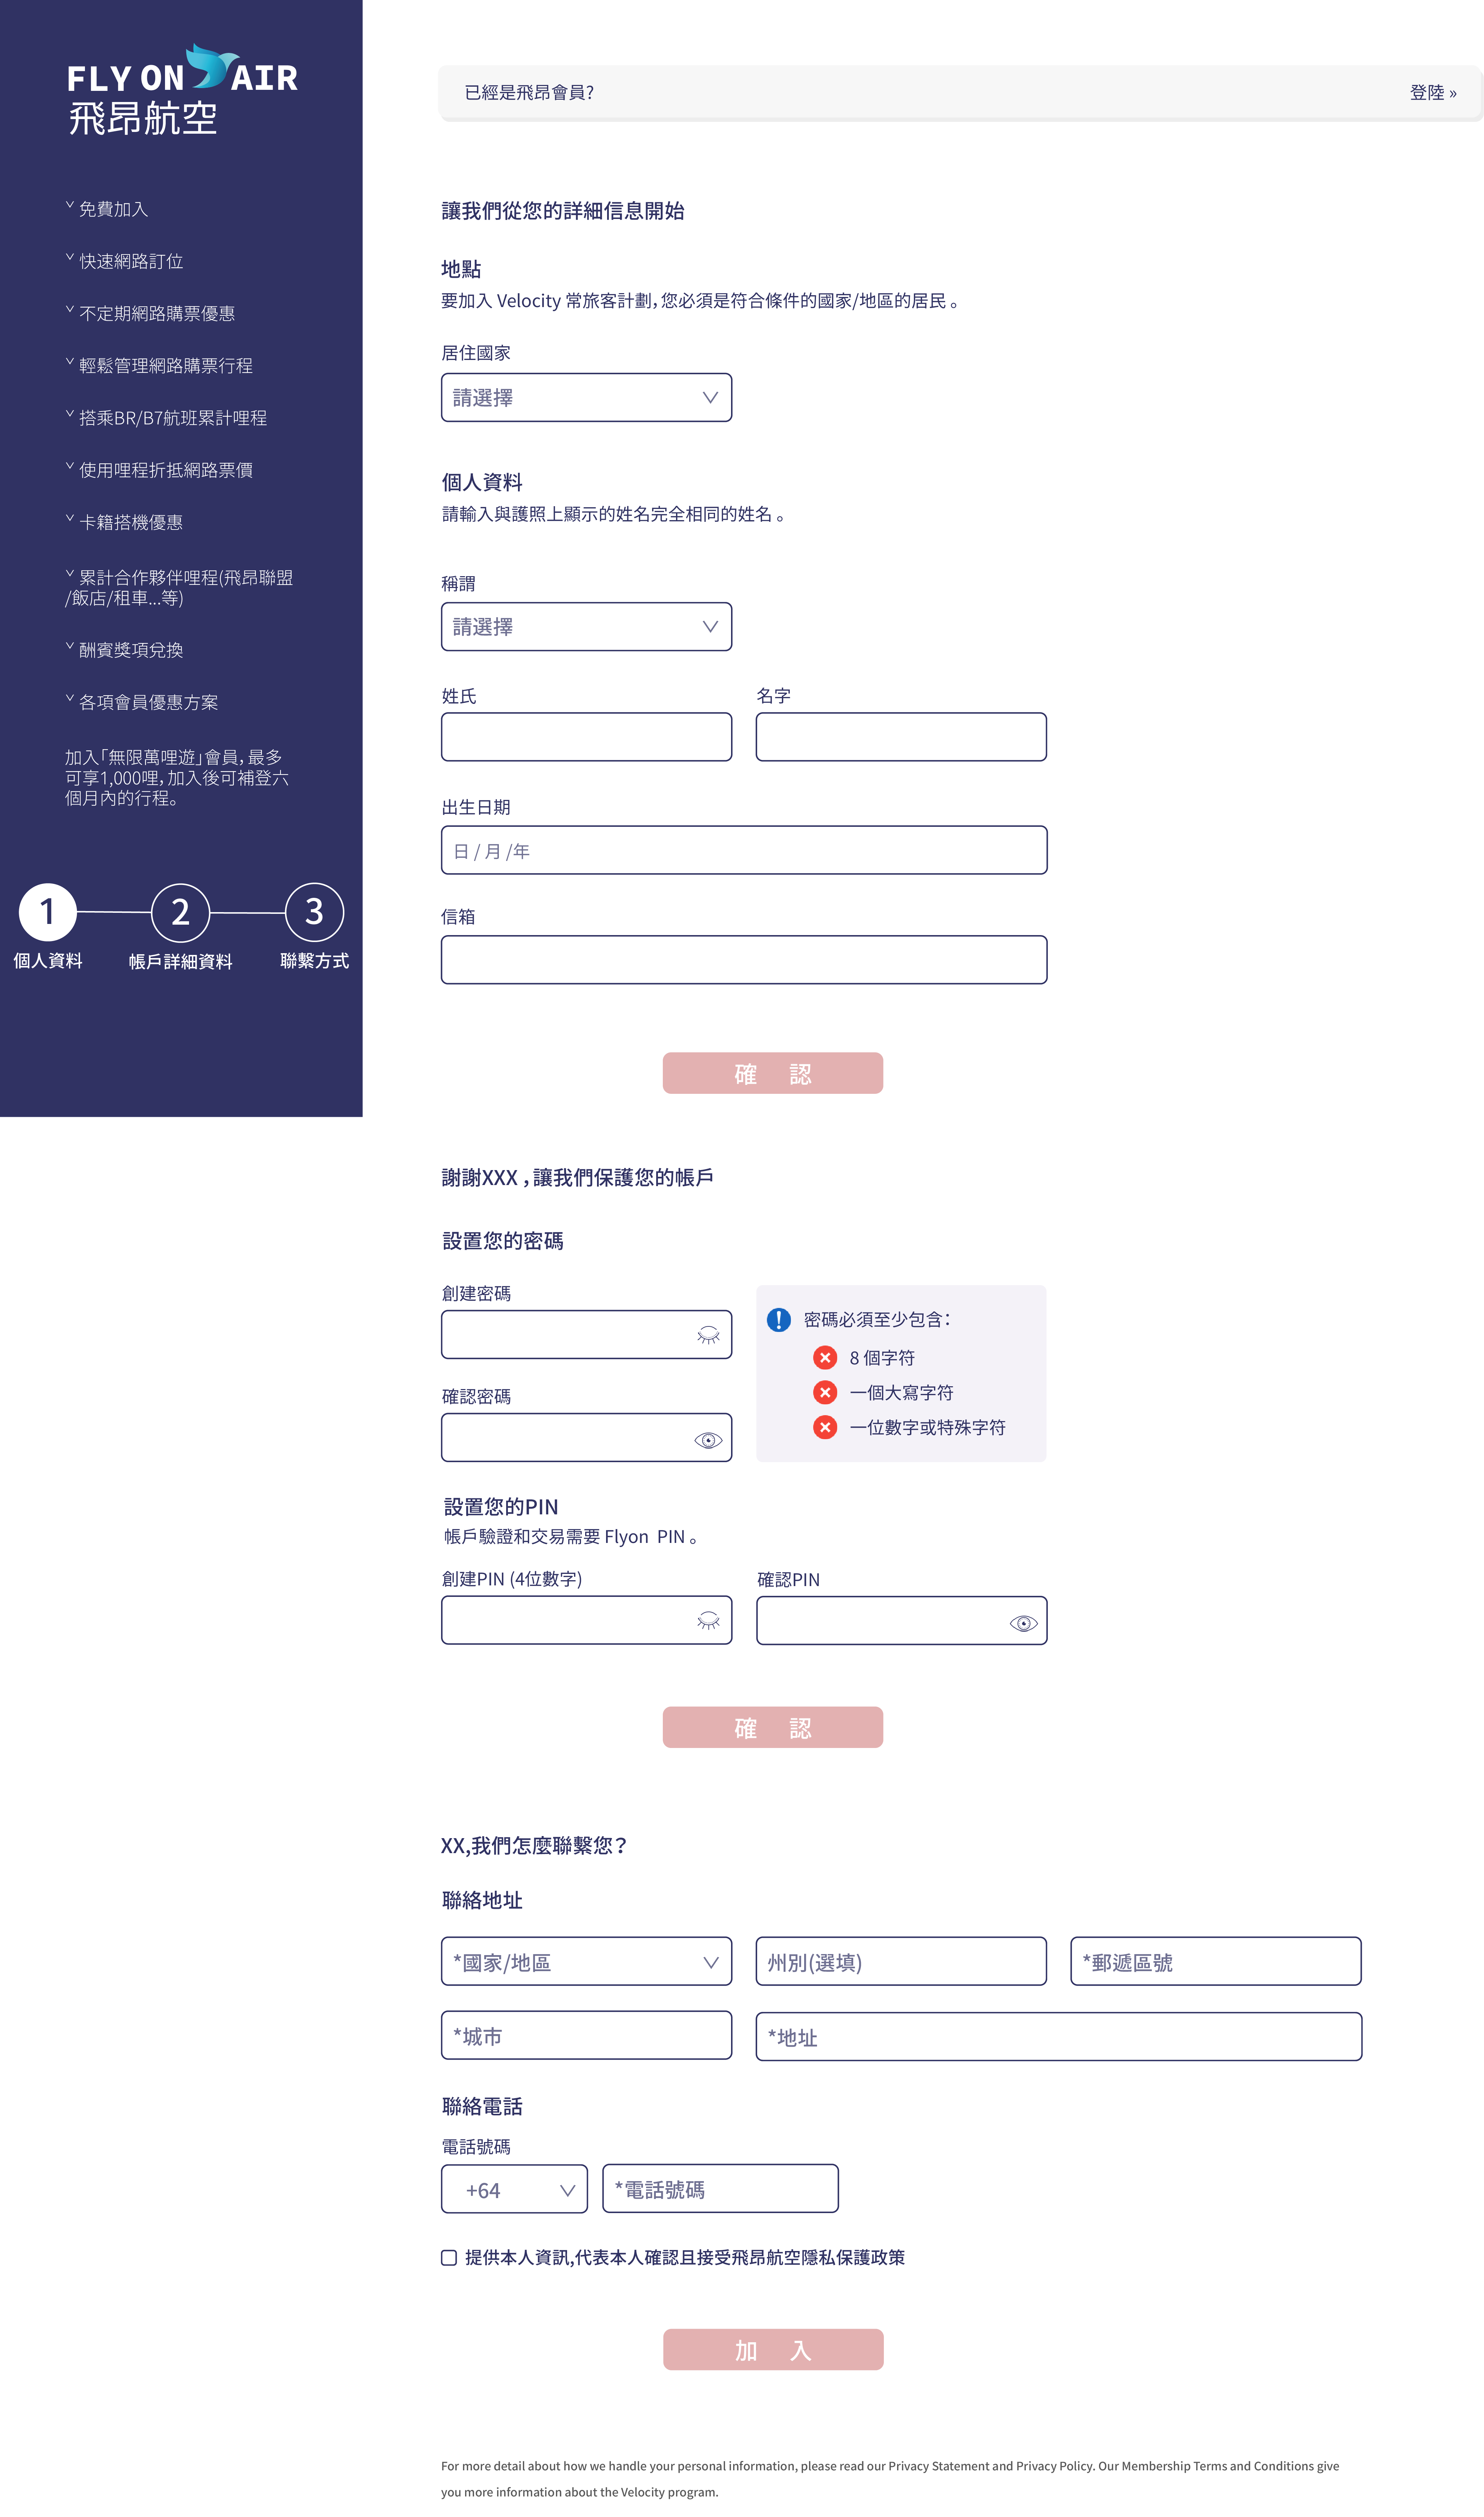 FLY ON AIR
飛昂航空
免費加入
快速網路訂位
不定期網路購票優惠
輕鬆管理網路購票行程
搭乘BR/B7航班累計哩程
使用哩程折抵網路票價
卡籍搭機優惠
累計合作夥伴哩程(飛昂聯盟
/飯店/租車...等)
酬賓獎項兌換
各項會員優惠方案
加入「無限萬哩遊」會員，最多
可享1,000哩，加入後可補登六
個月內的行程。
1
2
3
個人資料
帳戶詳細資料
聯繫方式
已經是飛昂會員?
登陸 »
讓我們從您的詳細信息開始
地點
要加入 Velocity 常旅客計劃，您必須是符合條件的國家/地區的居民 。
居住國家
請選擇
個人資料
請輸入與護照上顯示的姓名完全相同的姓名 。
稱謂
請選擇
姓氏
名字
出生日期
日 / 月 /年
信箱
確 認
謝謝XXX ，讓我們保護您的帳戶
設置您的密碼
創建密碼
確認密碼
密碼必須至少包含：
8 個字符
一個大寫字符
一位數字或特殊字符
設置您的PIN
帳戶驗證和交易需要 Flyon PIN 。
創建PIN (4位數字)
確認PIN
確 認
XX,我們怎麼聯繫您？
聯絡地址
*國家/地區
州別(選填)
*郵遞區號
*城市
*地址
聯絡電話
電話號碼
+64
*電話號碼
提供本人資訊,代表本人確認且接受飛昂航空隱私保護政策
加 入
For more detail about how we handle your personal information, please read our Privacy Statement and Privacy Policy. Our Membership Terms and Conditions give
you more information about the Velocity program.